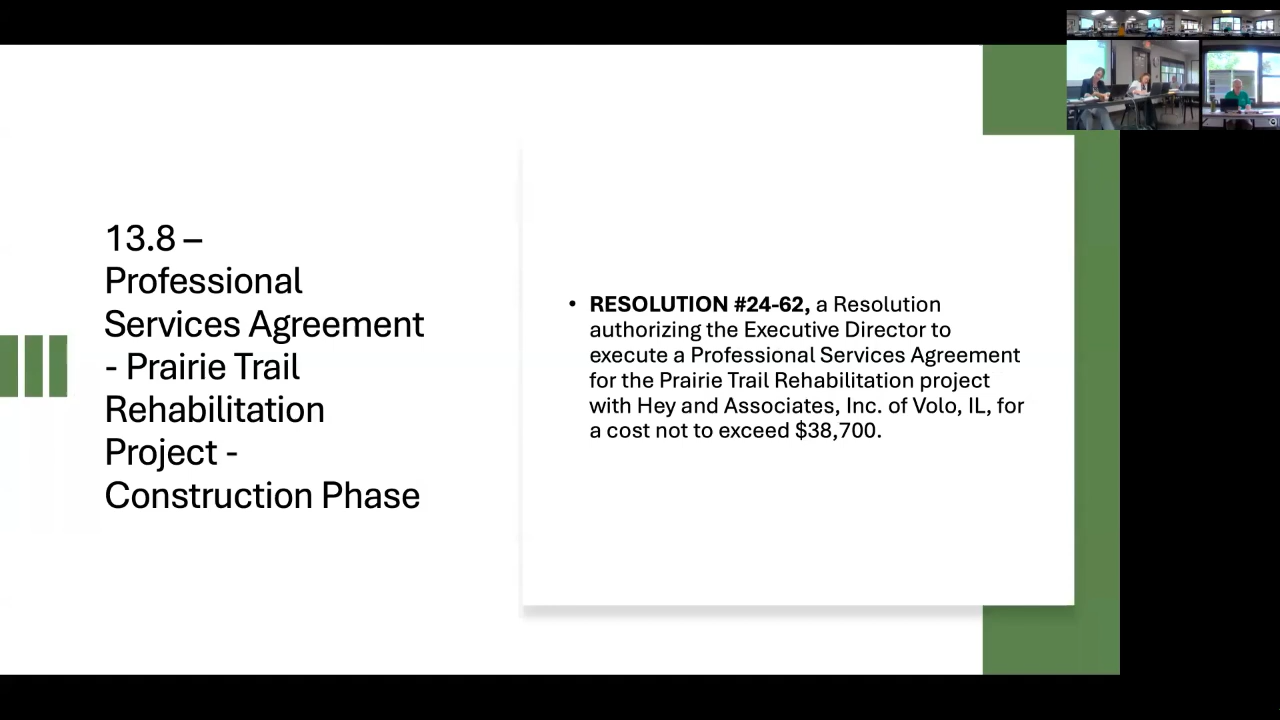 13.8 –
Professional
Services Agreement
- Prairie Trail
Rehabilitation
Project -
Construction Phase
• RESOLUTION #24-62, a Resolution
authorizing the Executive Director to
execute a Professional Services Agreement
for the Prairie Trail Rehabilitation project
with Hey and Associates, Inc. of Volo, IL, for
a cost not to exceed $38,700.